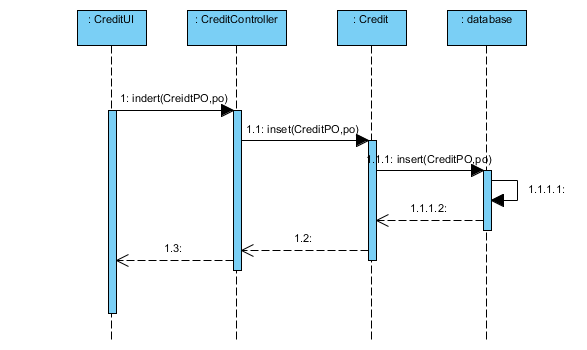 : CreditUI
: CreditController
: Credit
: database
1: indert(CreidtPO,po)
1.1: inset(CreditPO,po)
1.1.1: insert(CreditPO,po)
1.1.1.1:
1.1.1.2:
1.2:
1.3: